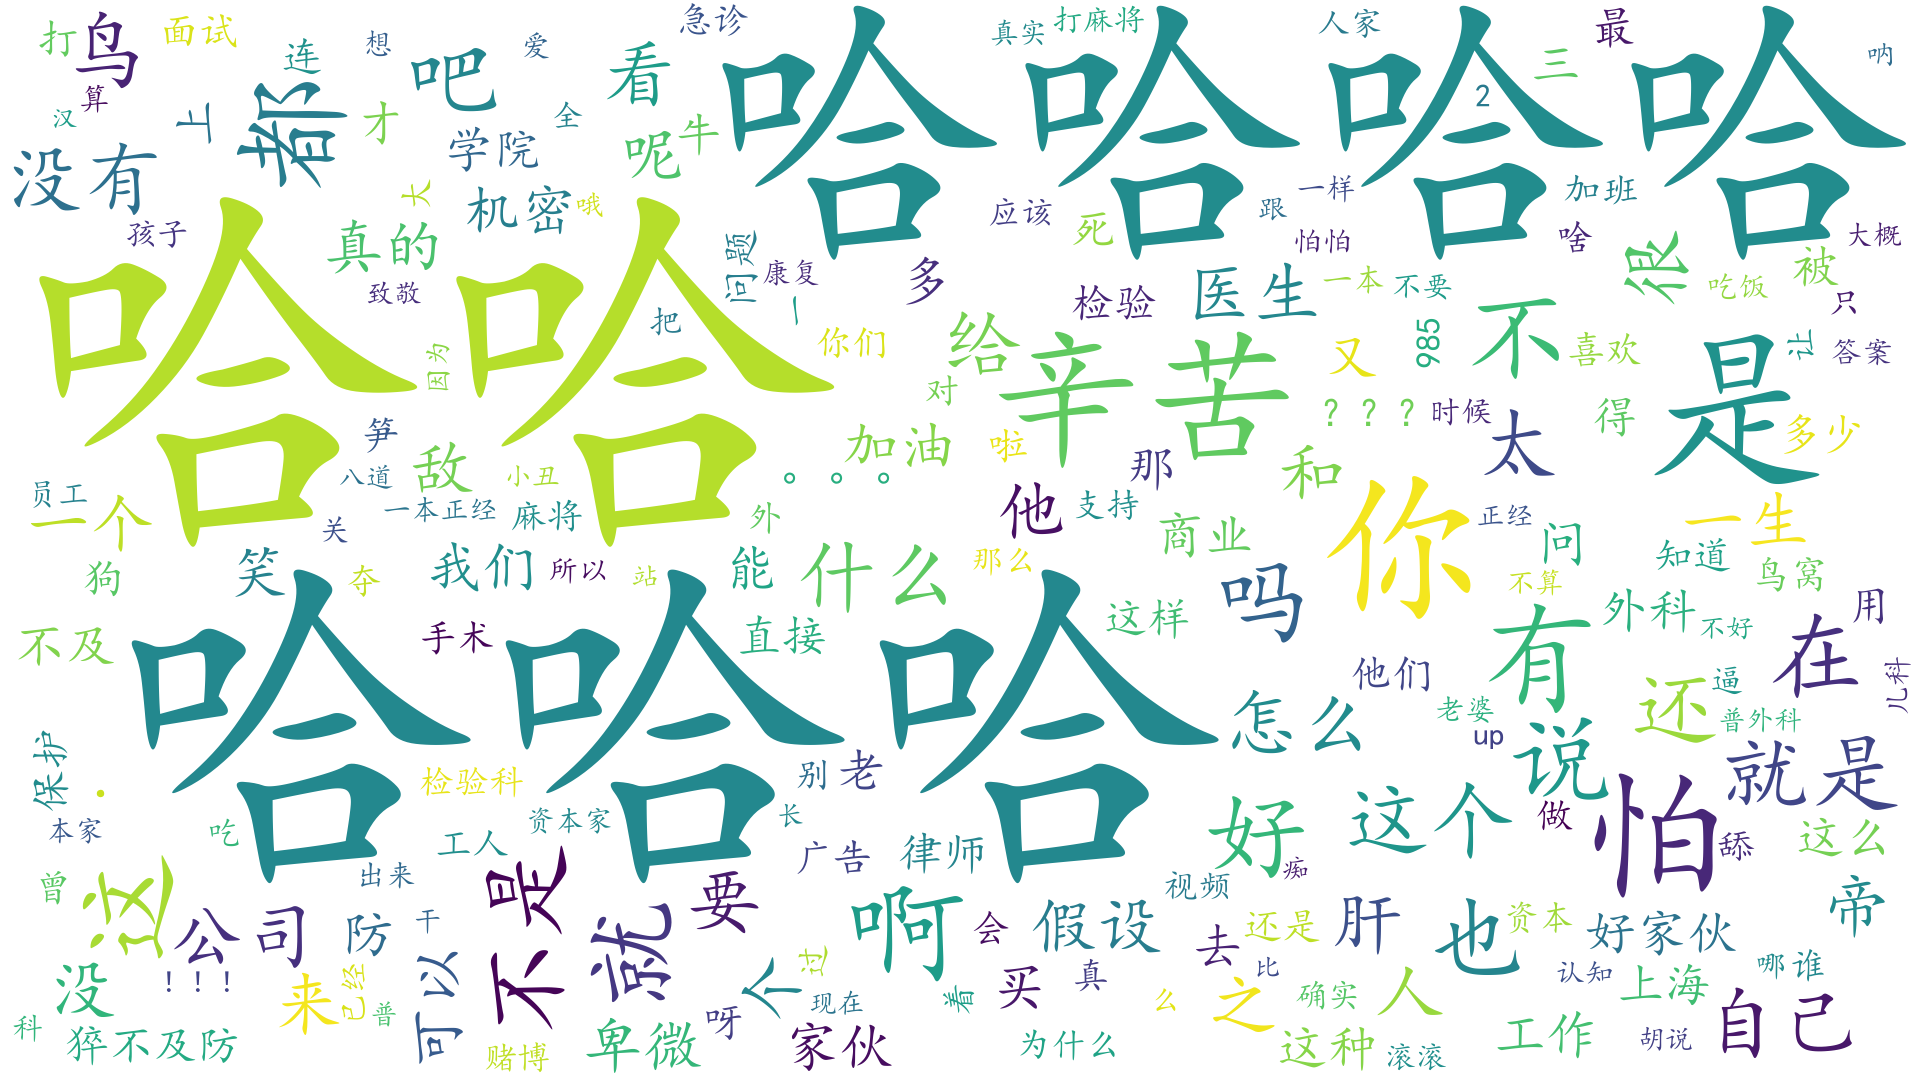 哈哈哈哈
哈哈
哈哈哈
打
鸟
面试
算
汉
上
都
连
想
爱
急诊
吧
看
才
学院
全
呢
牛
真实
打麻将
人家
2
最
三
呐
没有
孩子
真的
大
机密
哦
致敬
问题
康复
一
把
因为
你们
多
应该
死
跟
一样
怕怕
加班
啥
很
大概
被
吃饭
只
检验
医生
一本
不要
给
辛苦
又
985
不
喜欢
是
让
答案
对
???
时候
得
多少
太
笋
敌
八道
小丑
加油
啦
。。。
那
和
员工
一个
关
一本正经
麻将
外
他
支持
商业
你
正经
问
一生
知道
鸟窝
狗
笑
夺
我们
所以
站
能
什么
那么
吗
不算
用
不及
手术
直接
这样
有
外科
不好
在
他们
儿科
还
逼
老婆
普外科
up
怎么
说
就是
保护
.
检验科
别
老
本家
吃
工人
资本家
长
广告
律师
好
这个
怕
做
舔
这么
曾
这
出来
不是
就
要
视频
痴
公司
防
干
啊
会
假设
去
还是
肝
也
资本
好家伙
帝
没
!!!
来
已经
可以
个
过
买
真
比
认知
哪谁
科
猝不及防
普
赌博
卑微
呀
现在
家伙
着
为什么
么
之
确实
人
这种
滚滚
上海
工作
胡说
自己